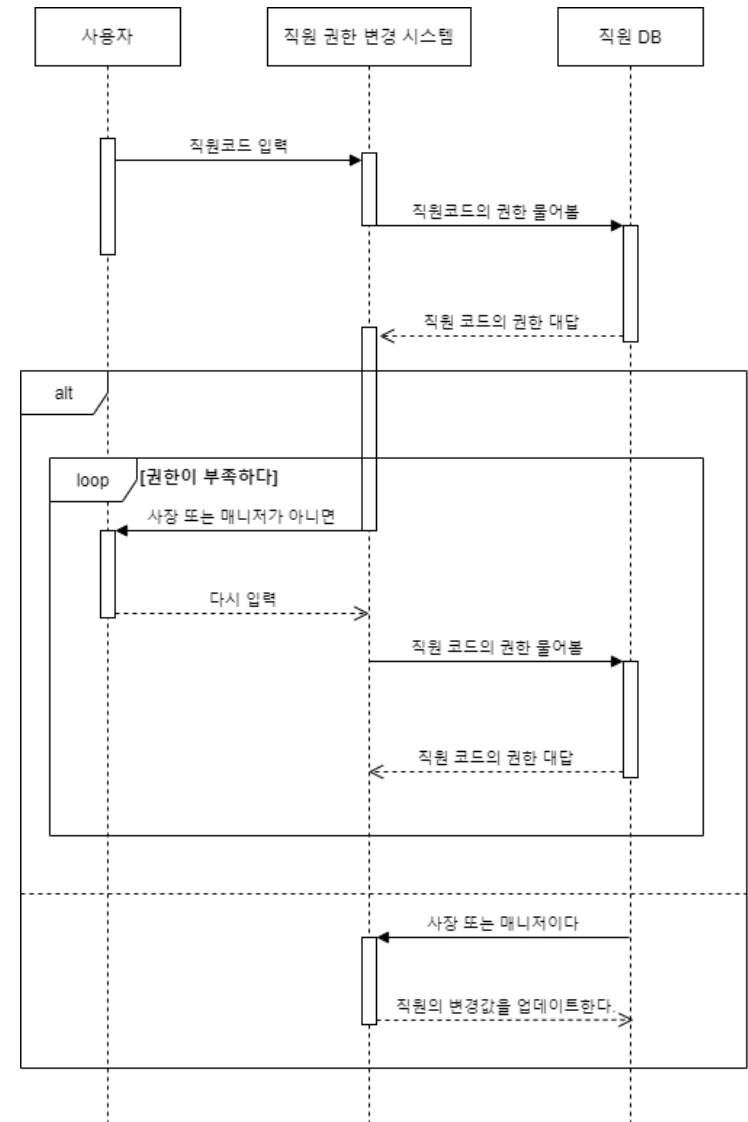 사용자
직원 권한 변경 시스템
직원 DB
직원코드 입력
직원코드의 권한 물어봄
직원 코드의 권한 대답
alt
loop
[권한이 부족하다]
사장 또는 매니저가 아니면
다시 입력
직원 코드의 권한 물어봄
직원 코드의 권한 대답
사장 또는 매니저이다
직원의 변경값을 업데이트한다.